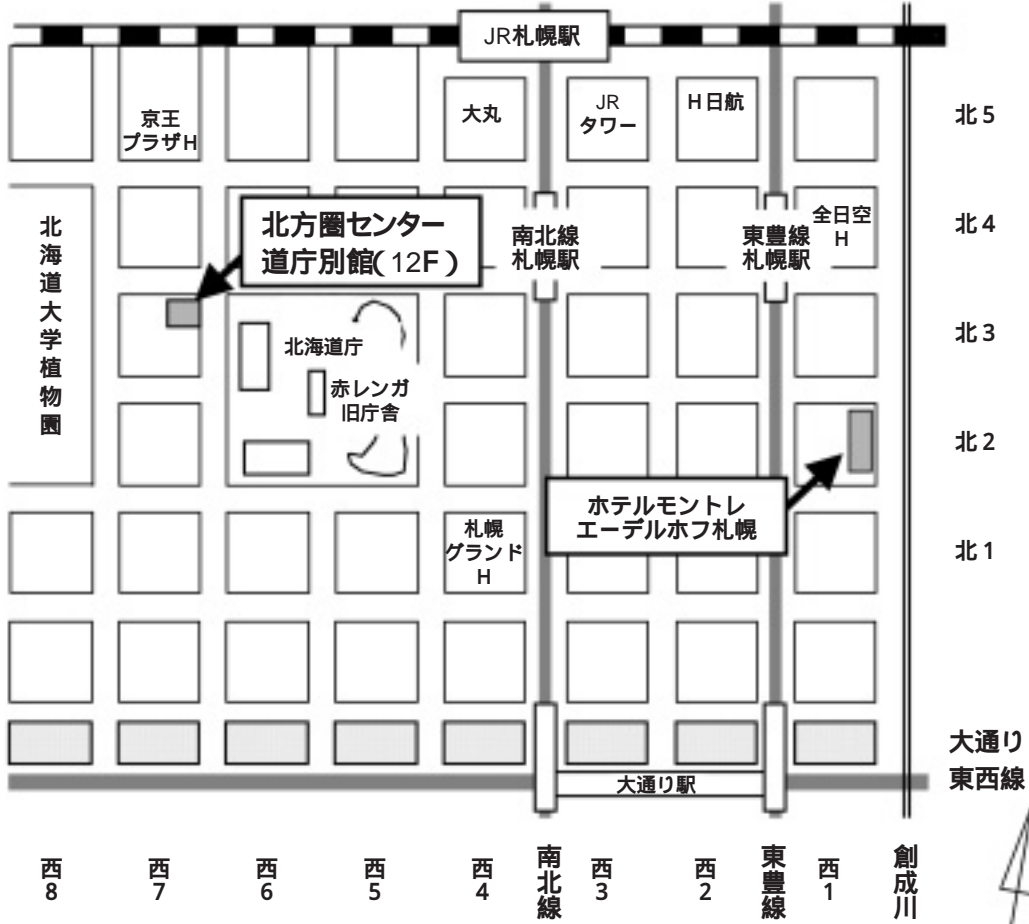 JR札幌駅
京王
プラザH
大丸
JR
タワー
H日航
北5
北方圏センター
道庁別館(12F)
南北線
札幌駅
東豊線
札幌駅
全日空
H
北4
北海道大学植物園
北海道庁
赤レンガ
旧庁舎
北3
北2
ホテルモントレ
エーデルホフ札幌
札幌
グランド
H
北1
大通り
大通り駅
東西線
西8
西7
西6
西5
西4
南北線
西3
西2
東豊線
西1
創成川